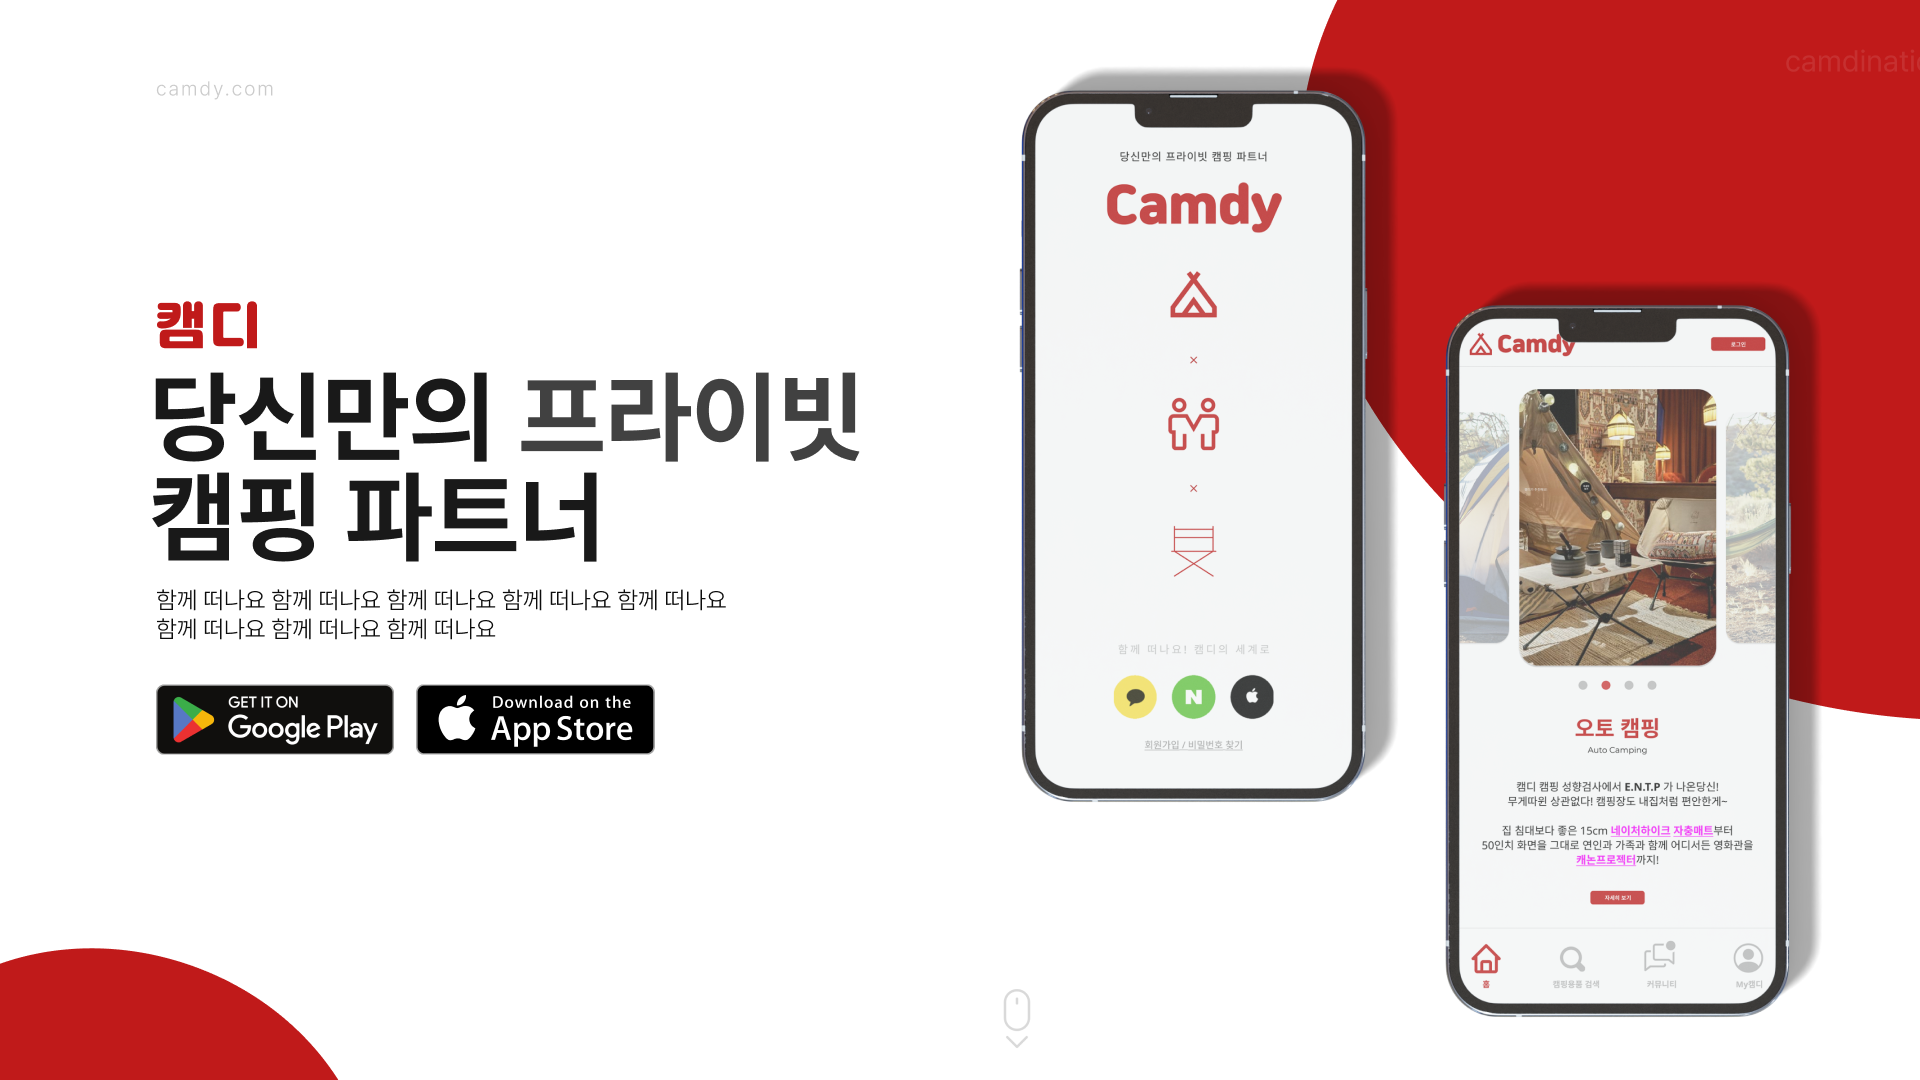 camdy.com
camdinatio
캠디
당신만의 프라이빗
캠핑 파트너
함께 떠나요 함께 떠나요 함께 떠나요 함께 떠나요 함께 떠나요
함께 떠나요 함께 떠나요 함께 떠나요
GET IT ON
Google Play
Download on the
App Store
당신만의 프라이빗 캠핑 파트너
Camdy
×
×
함께 떠나요! 캠디의 세계로
N
회원가입 / 비밀번호 찾기
Camdy
로그인
오토 캠핑
Auto Camping
캠디 캠핑 성향검사에서 E.N.T.P 가 나온당신!
무게따윈 상관없다! 캠핑장도 내집처럼 편안한게~
집 침대보다 좋은 15cm 네이처하이크 자충매트부터
50인치 화면을 그대로 연인과 가족과 함께 어디서든 영화관을
캐논프로젝터까지!
자세히 보기
홈
캠핑용품 검색
커뮤니티
My캠디